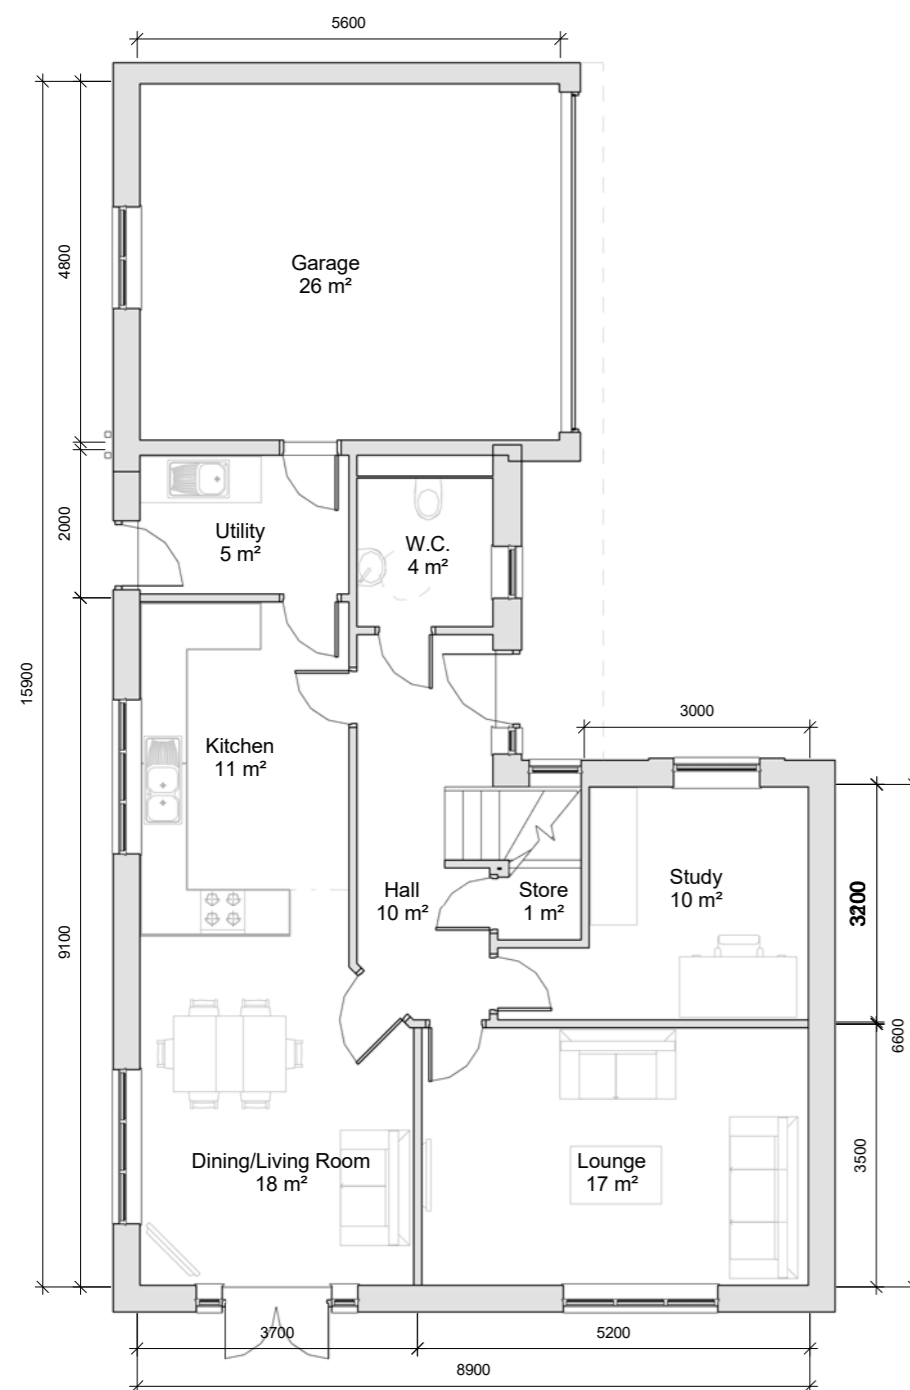 5600
4800
Garage
26 m²
2000
Utility
5 m²
W.C.
4 m²
15900
3000
Kitchen
11 m²
9100
Hall
10 m²
Store
1 m²
Study
10 m²
3200
6600
Dining/Living Room
18 m²
Lounge
17 m²
3500
3700
5200
8900